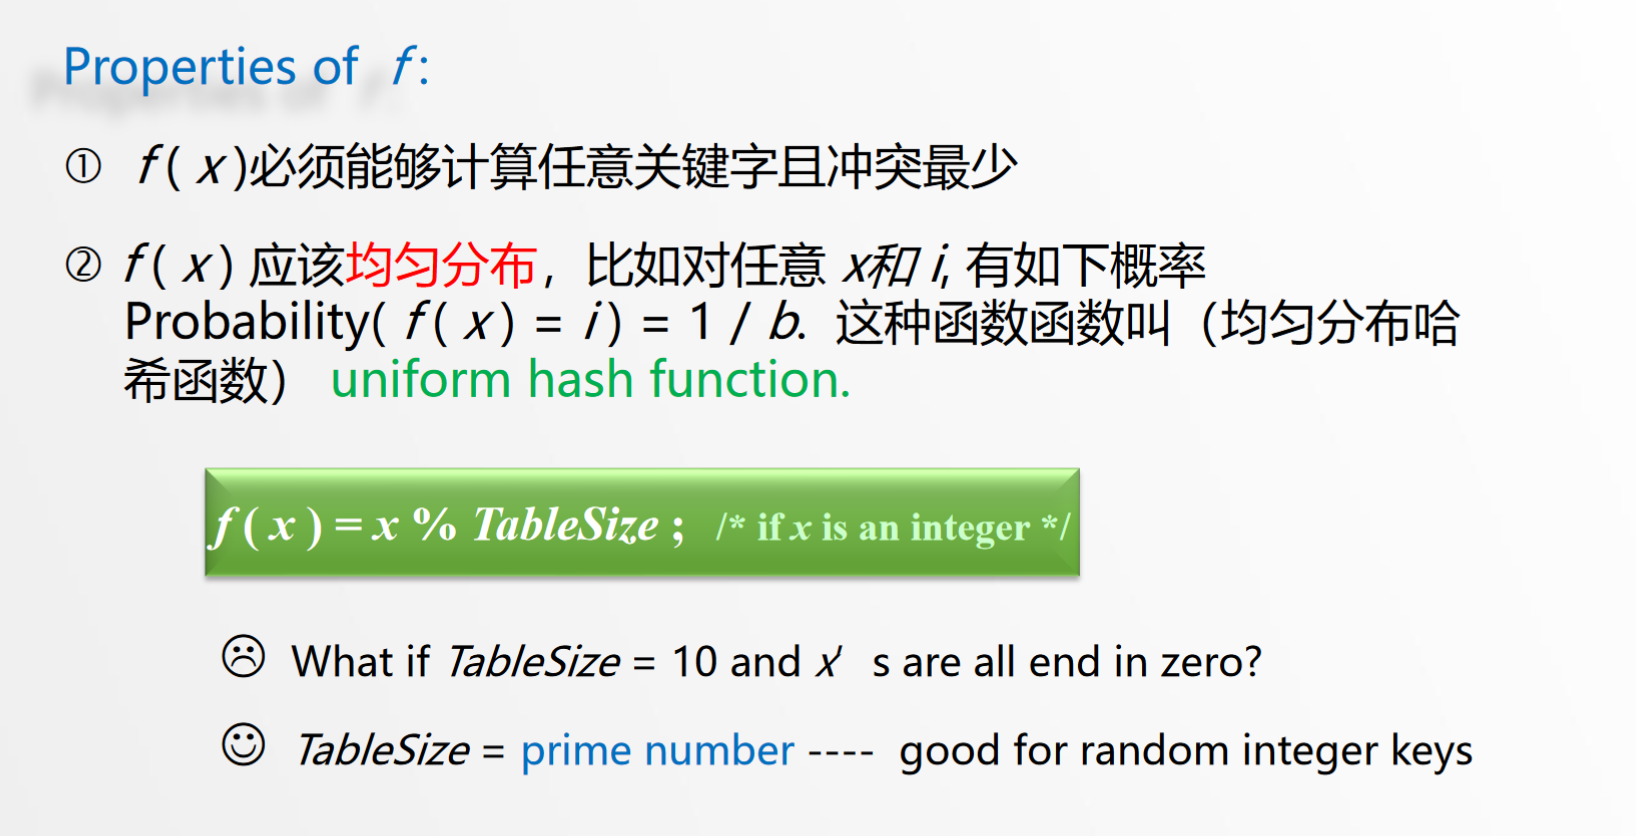 Properties of f :
① f ( x )必须能够计算任意关键字且冲突最少
② f ( x ) 应该均匀分布，比如对任意 x和 i, 有如下概率
Probability( f ( x ) = i ) = 1 / b. 这种函数函数叫（均匀分布哈
希函数） uniform hash function.
f ( x ) = x % TableSize ; /* if x is an integer */
☹ What if TableSize = 10 and x’ s are all end in zero?
☺ TableSize = prime number ---- good for random integer keys